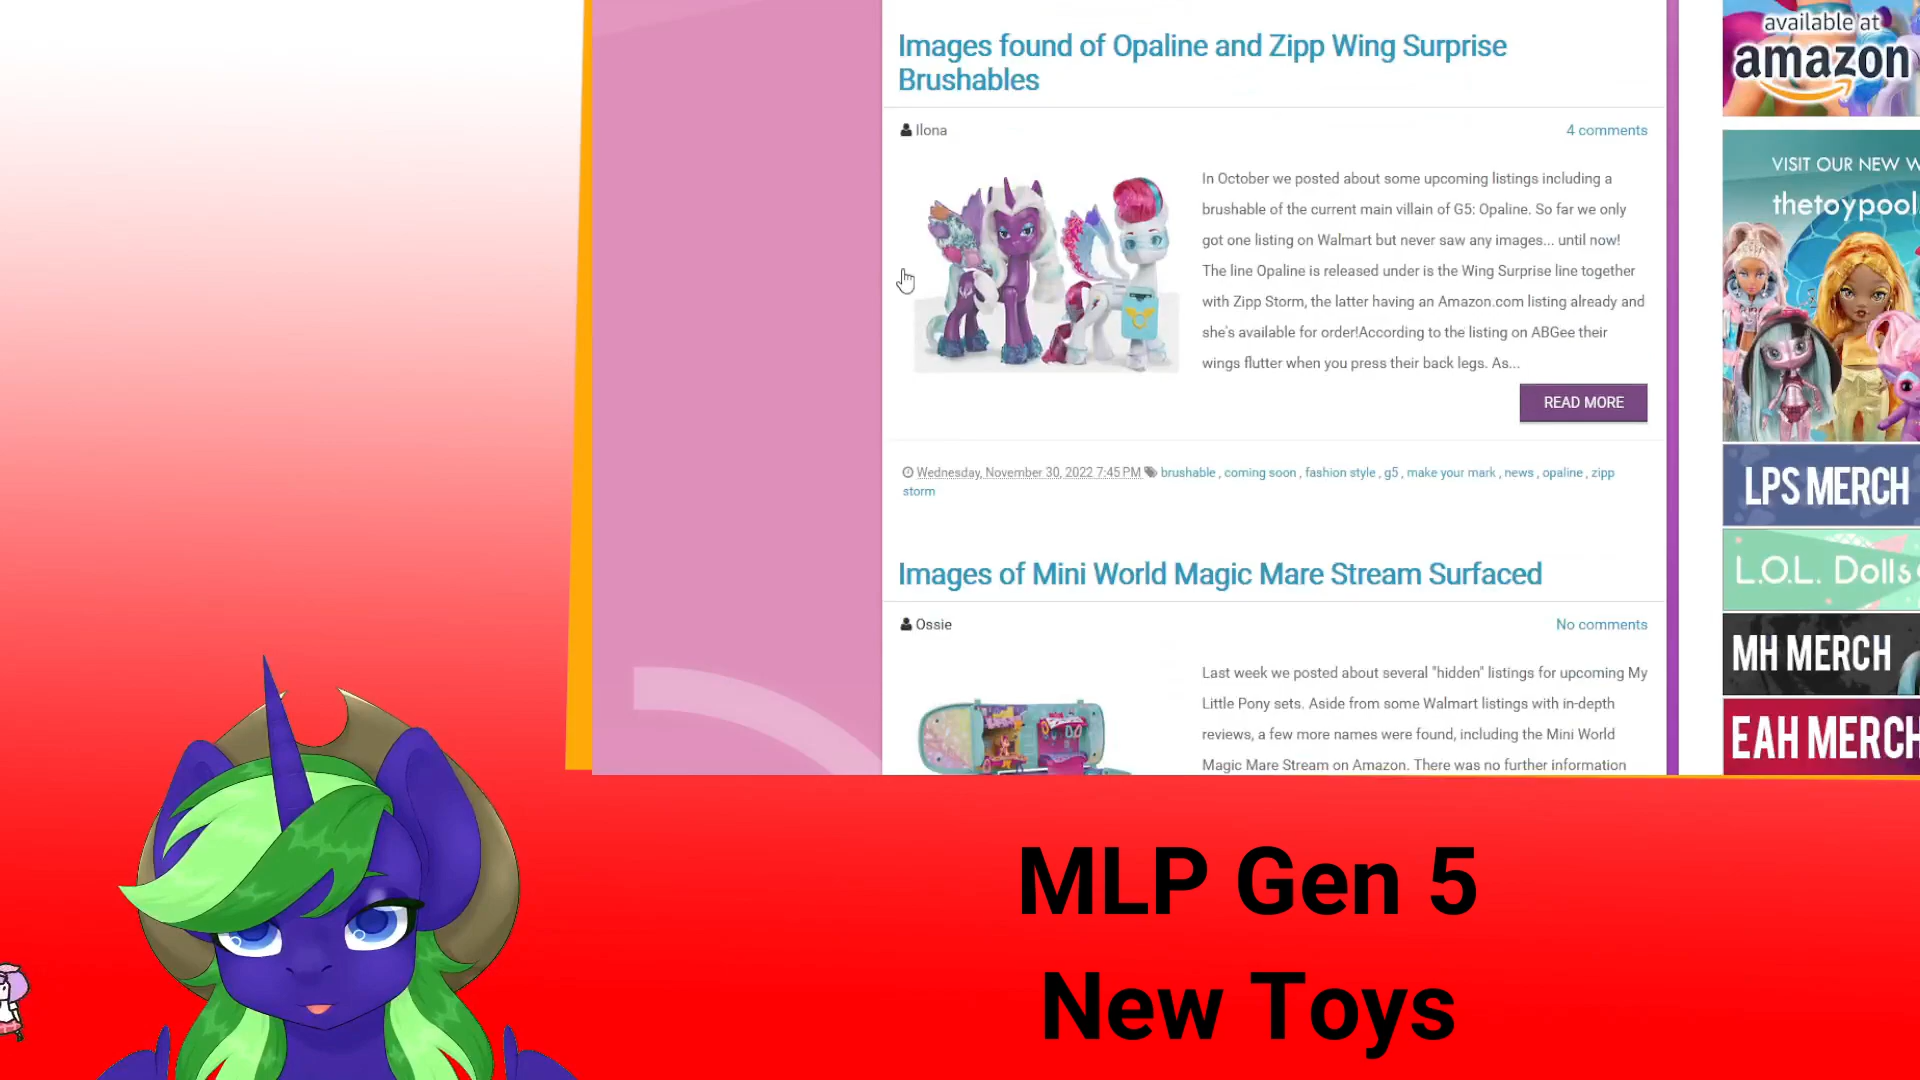 Images found of Opaline and Zipp Wing Surprise
Brushables
Ilona
4 comments
In October we posted about some upcoming listings including a
brushable of the current main villain of G5: Opaline. So far we only
got one listing on Walmart but never saw any images... until now!
The line Opaline is released under is the Wing Surprise line together
with Zipp Storm, the latter having an Amazon.com listing already and
she's available for order!According to the listing on ABGee their
wings flutter when you press their back legs. As...
READ MORE
Wednesday, November 30, 2022 7:45 PM brushable , coming soon , fashion style , g5 , make your mark , news , opaline , zipp
storm
Images of Mini World Magic Mare Stream Surfaced
Ossie
No comments
Last week we posted about several "hidden" listings for upcoming My
Little Pony sets. Aside from some Walmart listings with in-depth
reviews, a few more names were found, including the Mini World
Magic Mare Stream on Amazon. There was no further information
available at
amazon
VISIT OUR NEW W
thetoypool.
LPS MERCH
L.O.L. Dolls
MH MERCH
EAH MERCH
MLP Gen 5
New Toys